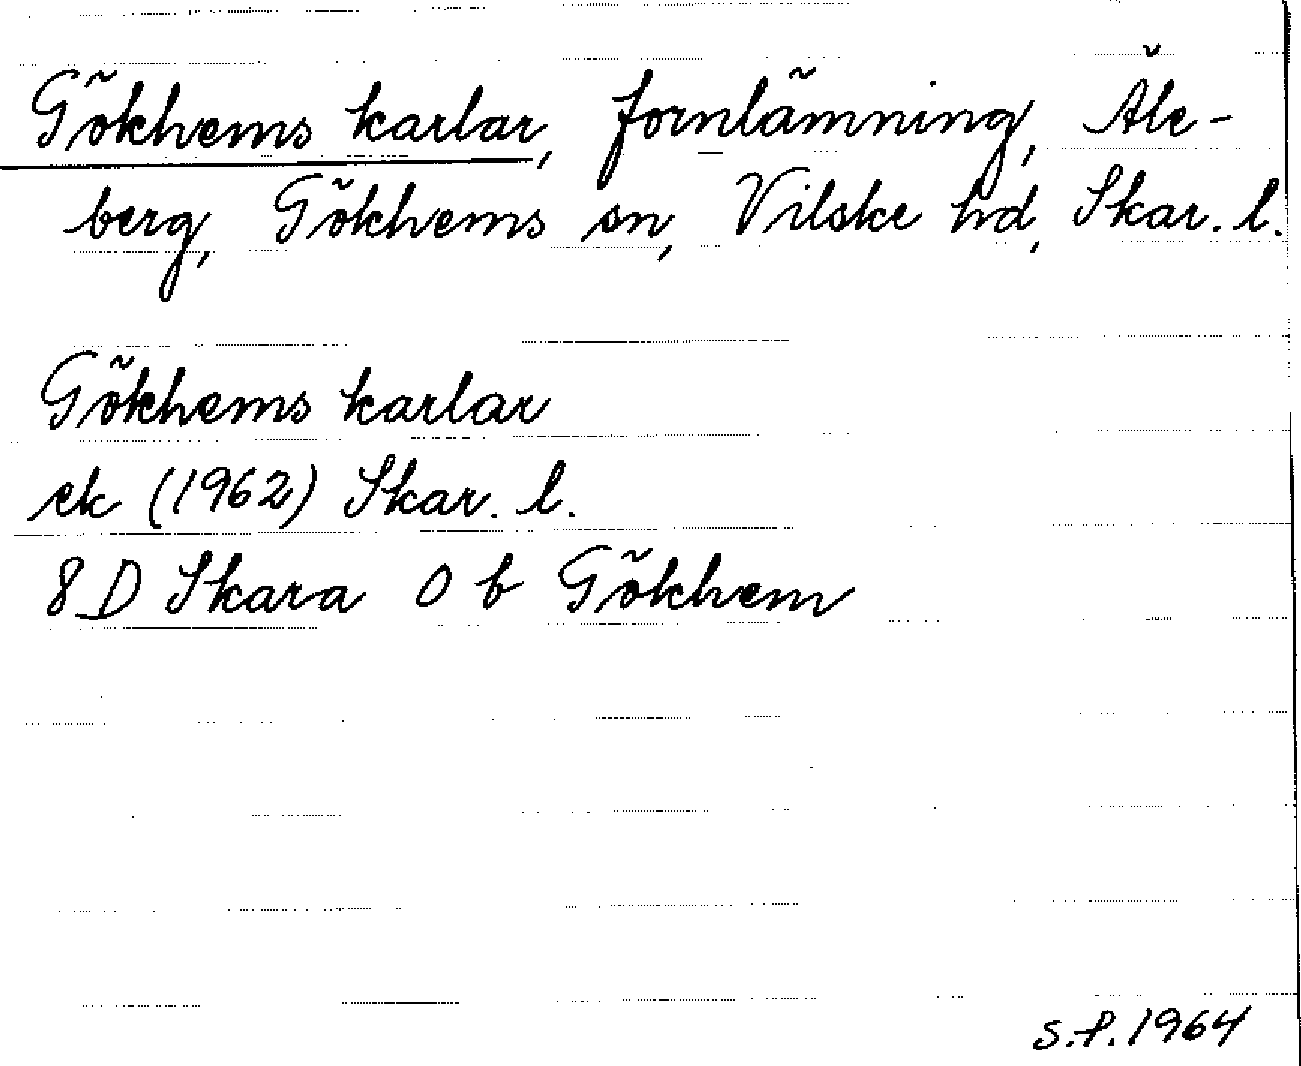 Gökhems karlar, fornlämning, Åle-
berg, Gökhems sn, Vilske hd, Skar. l.
Gökhems karlar
ek (1962) Skar. l.
8 D Skara 0 b Gökhem
S.P. 1964